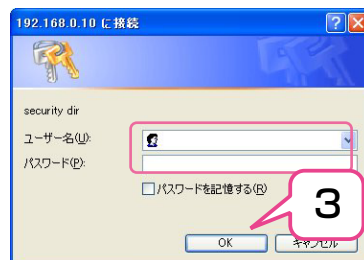 192.168.0.10 に接続
security dir
ユーザー名(U):
パスワード(P):
パスワードを記憶する(R)
3
OK
キャンセル